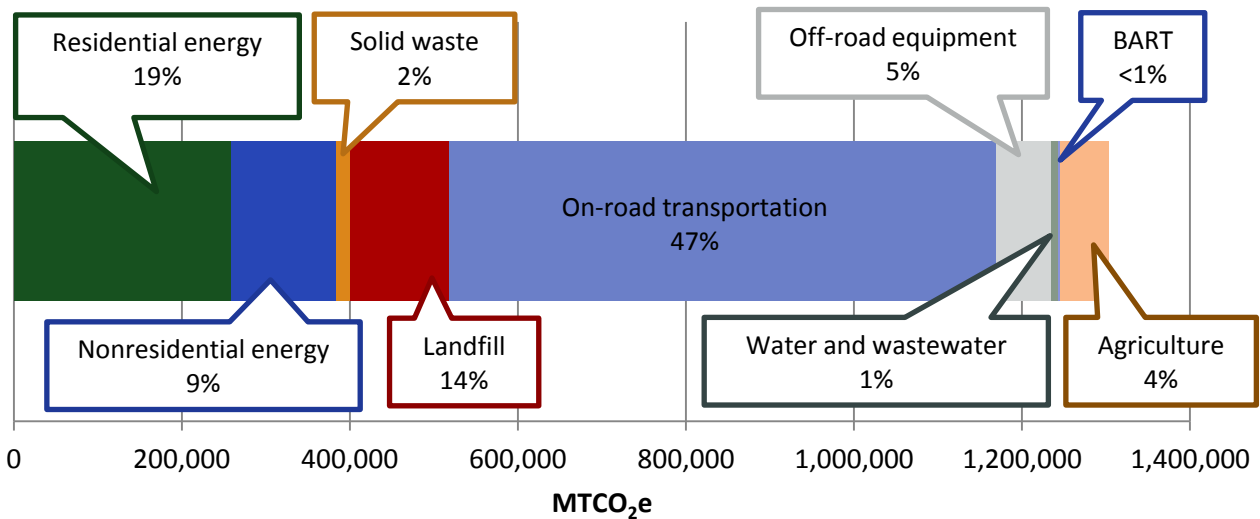 Residential energy
19%
Solid waste
2%
Off-road equipment
5%
BART
<1%
On-road transportation
47%
Nonresidential energy
9%
Landfill
14%
Water and wastewater
1%
Agriculture
4%
0
200,000
400,000
600,000
800,000
1,000,000
1,200,000
1,400,000
MTCO₂e